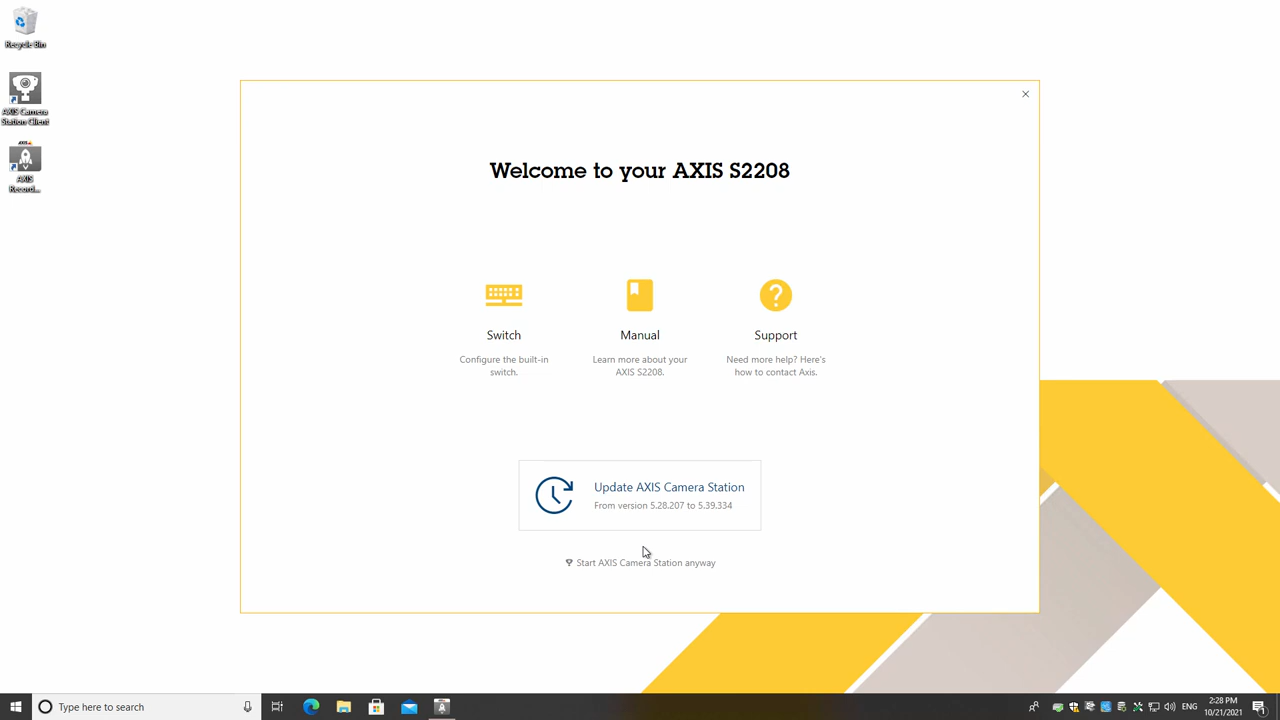 Recycle Bin
AXIS Camera
Station Client
AXIS
Record...
Welcome to your AXIS S2208
Switch
Configure the built-in
switch.
Manual
Learn more about your
AXIS S2208.
Support
Need more help? Here's
how to contact Axis.
Update AXIS Camera Station
From version 5.28.207 to 5.39.334
Start AXIS Camera Station anyway
Type here to search
ENG
2:28 PM
10/21/2021
1